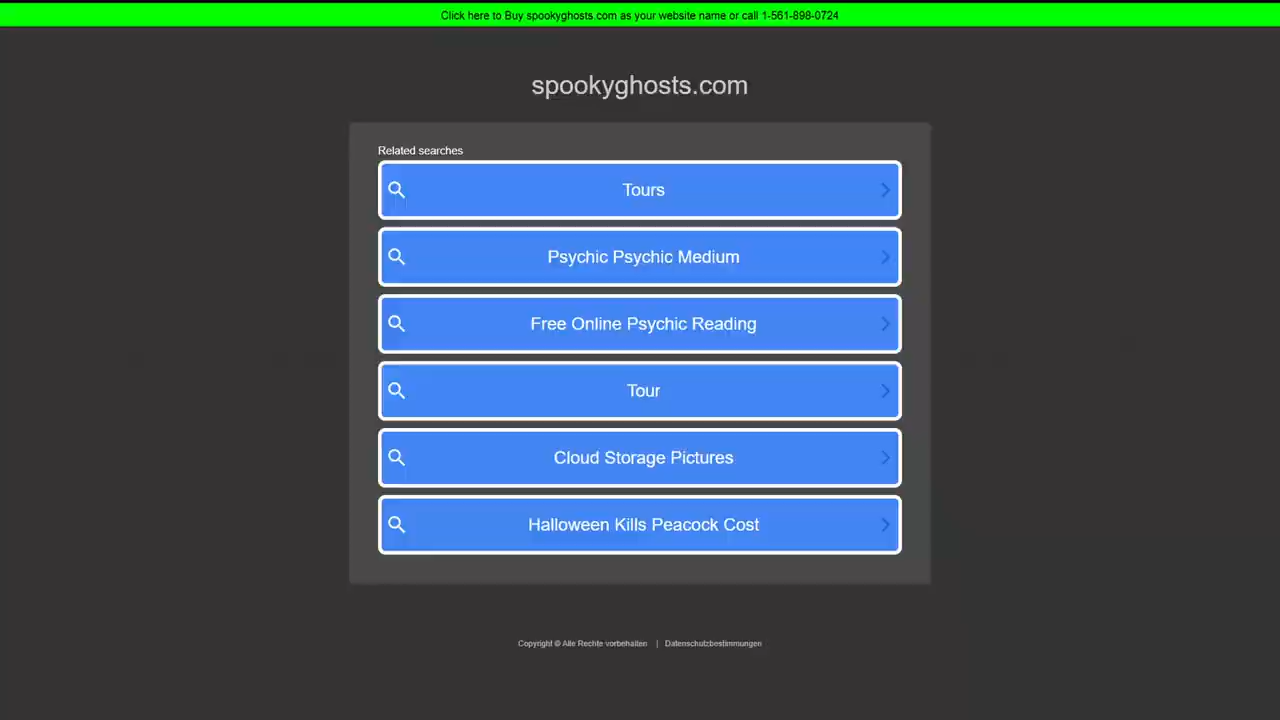 Click here to Buy spookyghosts.com as your website name or call 1-561-898-0724
spookyghosts.com
Related searches
Tours
Psychic Psychic Medium
Free Online Psychic Reading
Tour
Cloud Storage Pictures
Halloween Kills Peacock Cost
Copyright © Alle Rechte vorbehalten | Datenschutzbestimmungen